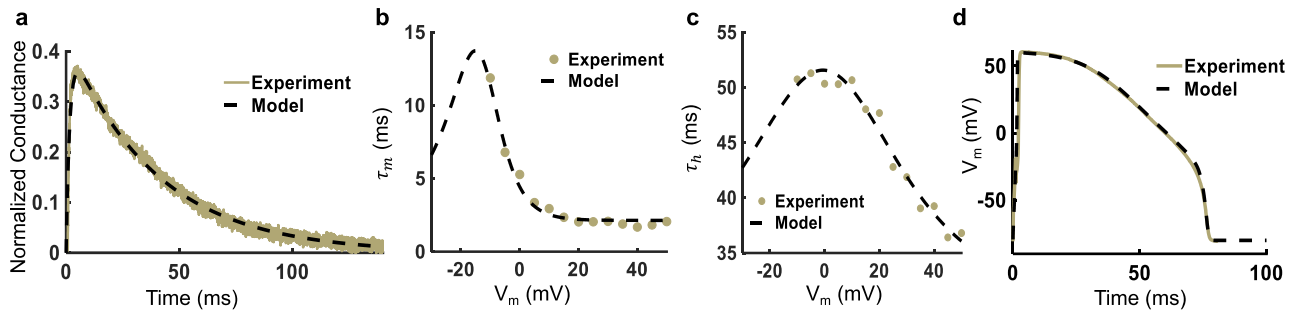 a
0.4
0.3
0.2
0.1
0
0
50
100
Normalized Conductance
Time (ms)
Experiment
Model
b
15
10
5
0
-20
0
20
40
τm (ms)
Vm (mV)
Experiment
Model
c
55
50
45
40
35
-20
0
20
40
τh (ms)
Vm (mV)
Experiment
Model
d
50
0
-50
0
50
100
Vm (mV)
Time (ms)
Experiment
Model